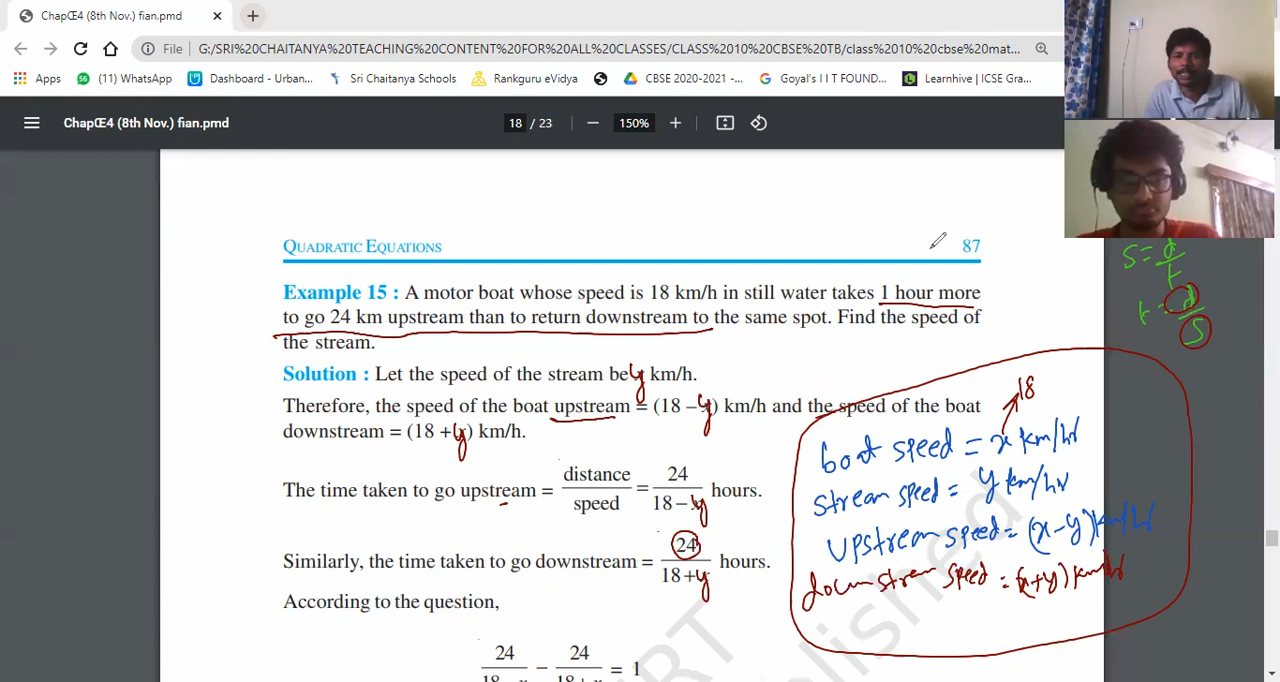 ChapŒ4 (8th Nov.) fian.pmd
File G:/SRI%20CHAITANYA%20TEACHING%20CONTENT%20FOR%20ALL%20CLASSES/CLASS%2010%20CBSE%20TB/class%2010%20cbse%20mat...
Apps (11) WhatsApp Dashboard - Urban... Sri Chaitanya Schools Rankguru eVidya CBSE 2020-2021 -... Goyal's I I T FOUND... Learnhive | ICSE Gra...
ChapŒ4 (8th Nov.) fian.pmd 18 / 23 150%
QUADRATIC EQUATIONS 87
s = d/t
t = d/s
Example 15 : A motor boat whose speed is 18 km/h in still water takes 1 hour more
to go 24 km upstream than to return downstream to the same spot. Find the speed of
the stream.
Solution : Let the speed of the stream be y km/h.
Therefore, the speed of the boat upstream = (18 – y) km/h and the speed of the boat
downstream = (18 + y) km/h.
The time taken to go upstream = distance/speed = 24/18 – y hours.
Similarly, the time taken to go downstream = 24/18 + y hours.
According to the question,
24/18 – x – 24/18 + x = 1
18
boat speed = x km/hr
stream speed = y km/hr
upstream speed = (x – y) km/hr
downstream speed = (x + y) km/hr
published